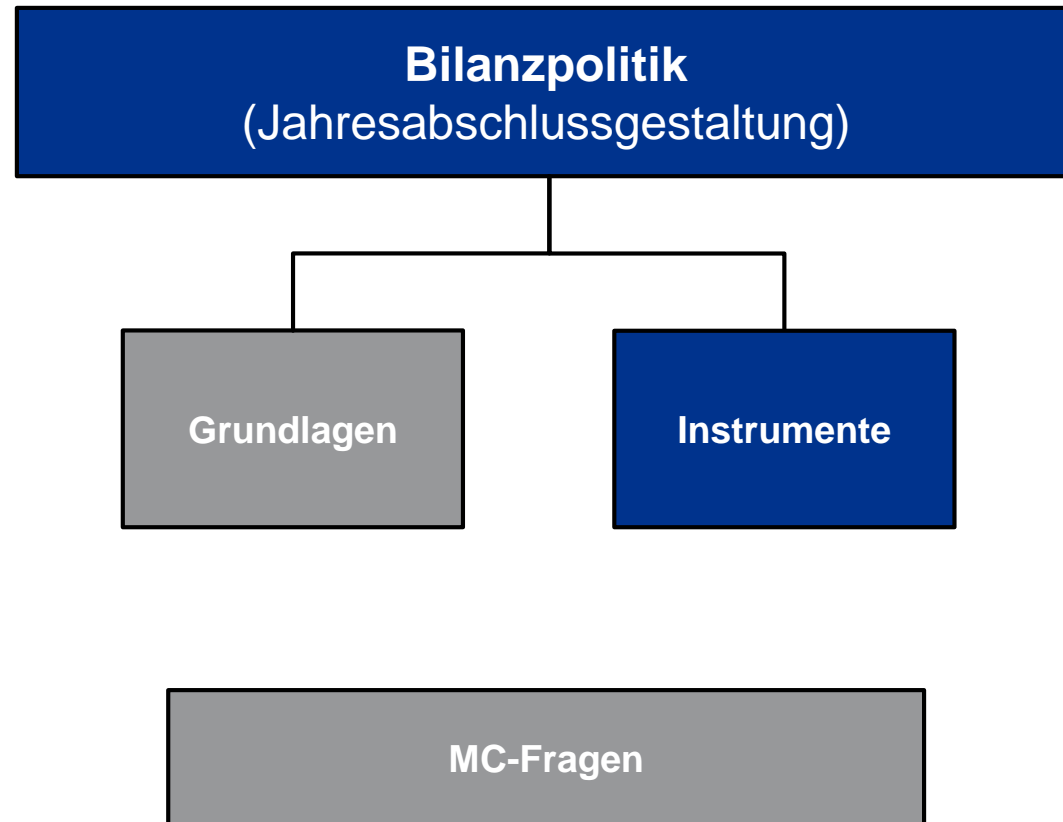 Bilanzpolitik
(Jahresabschlussgestaltung)
Grundlagen
Instrumente
MC-Fragen